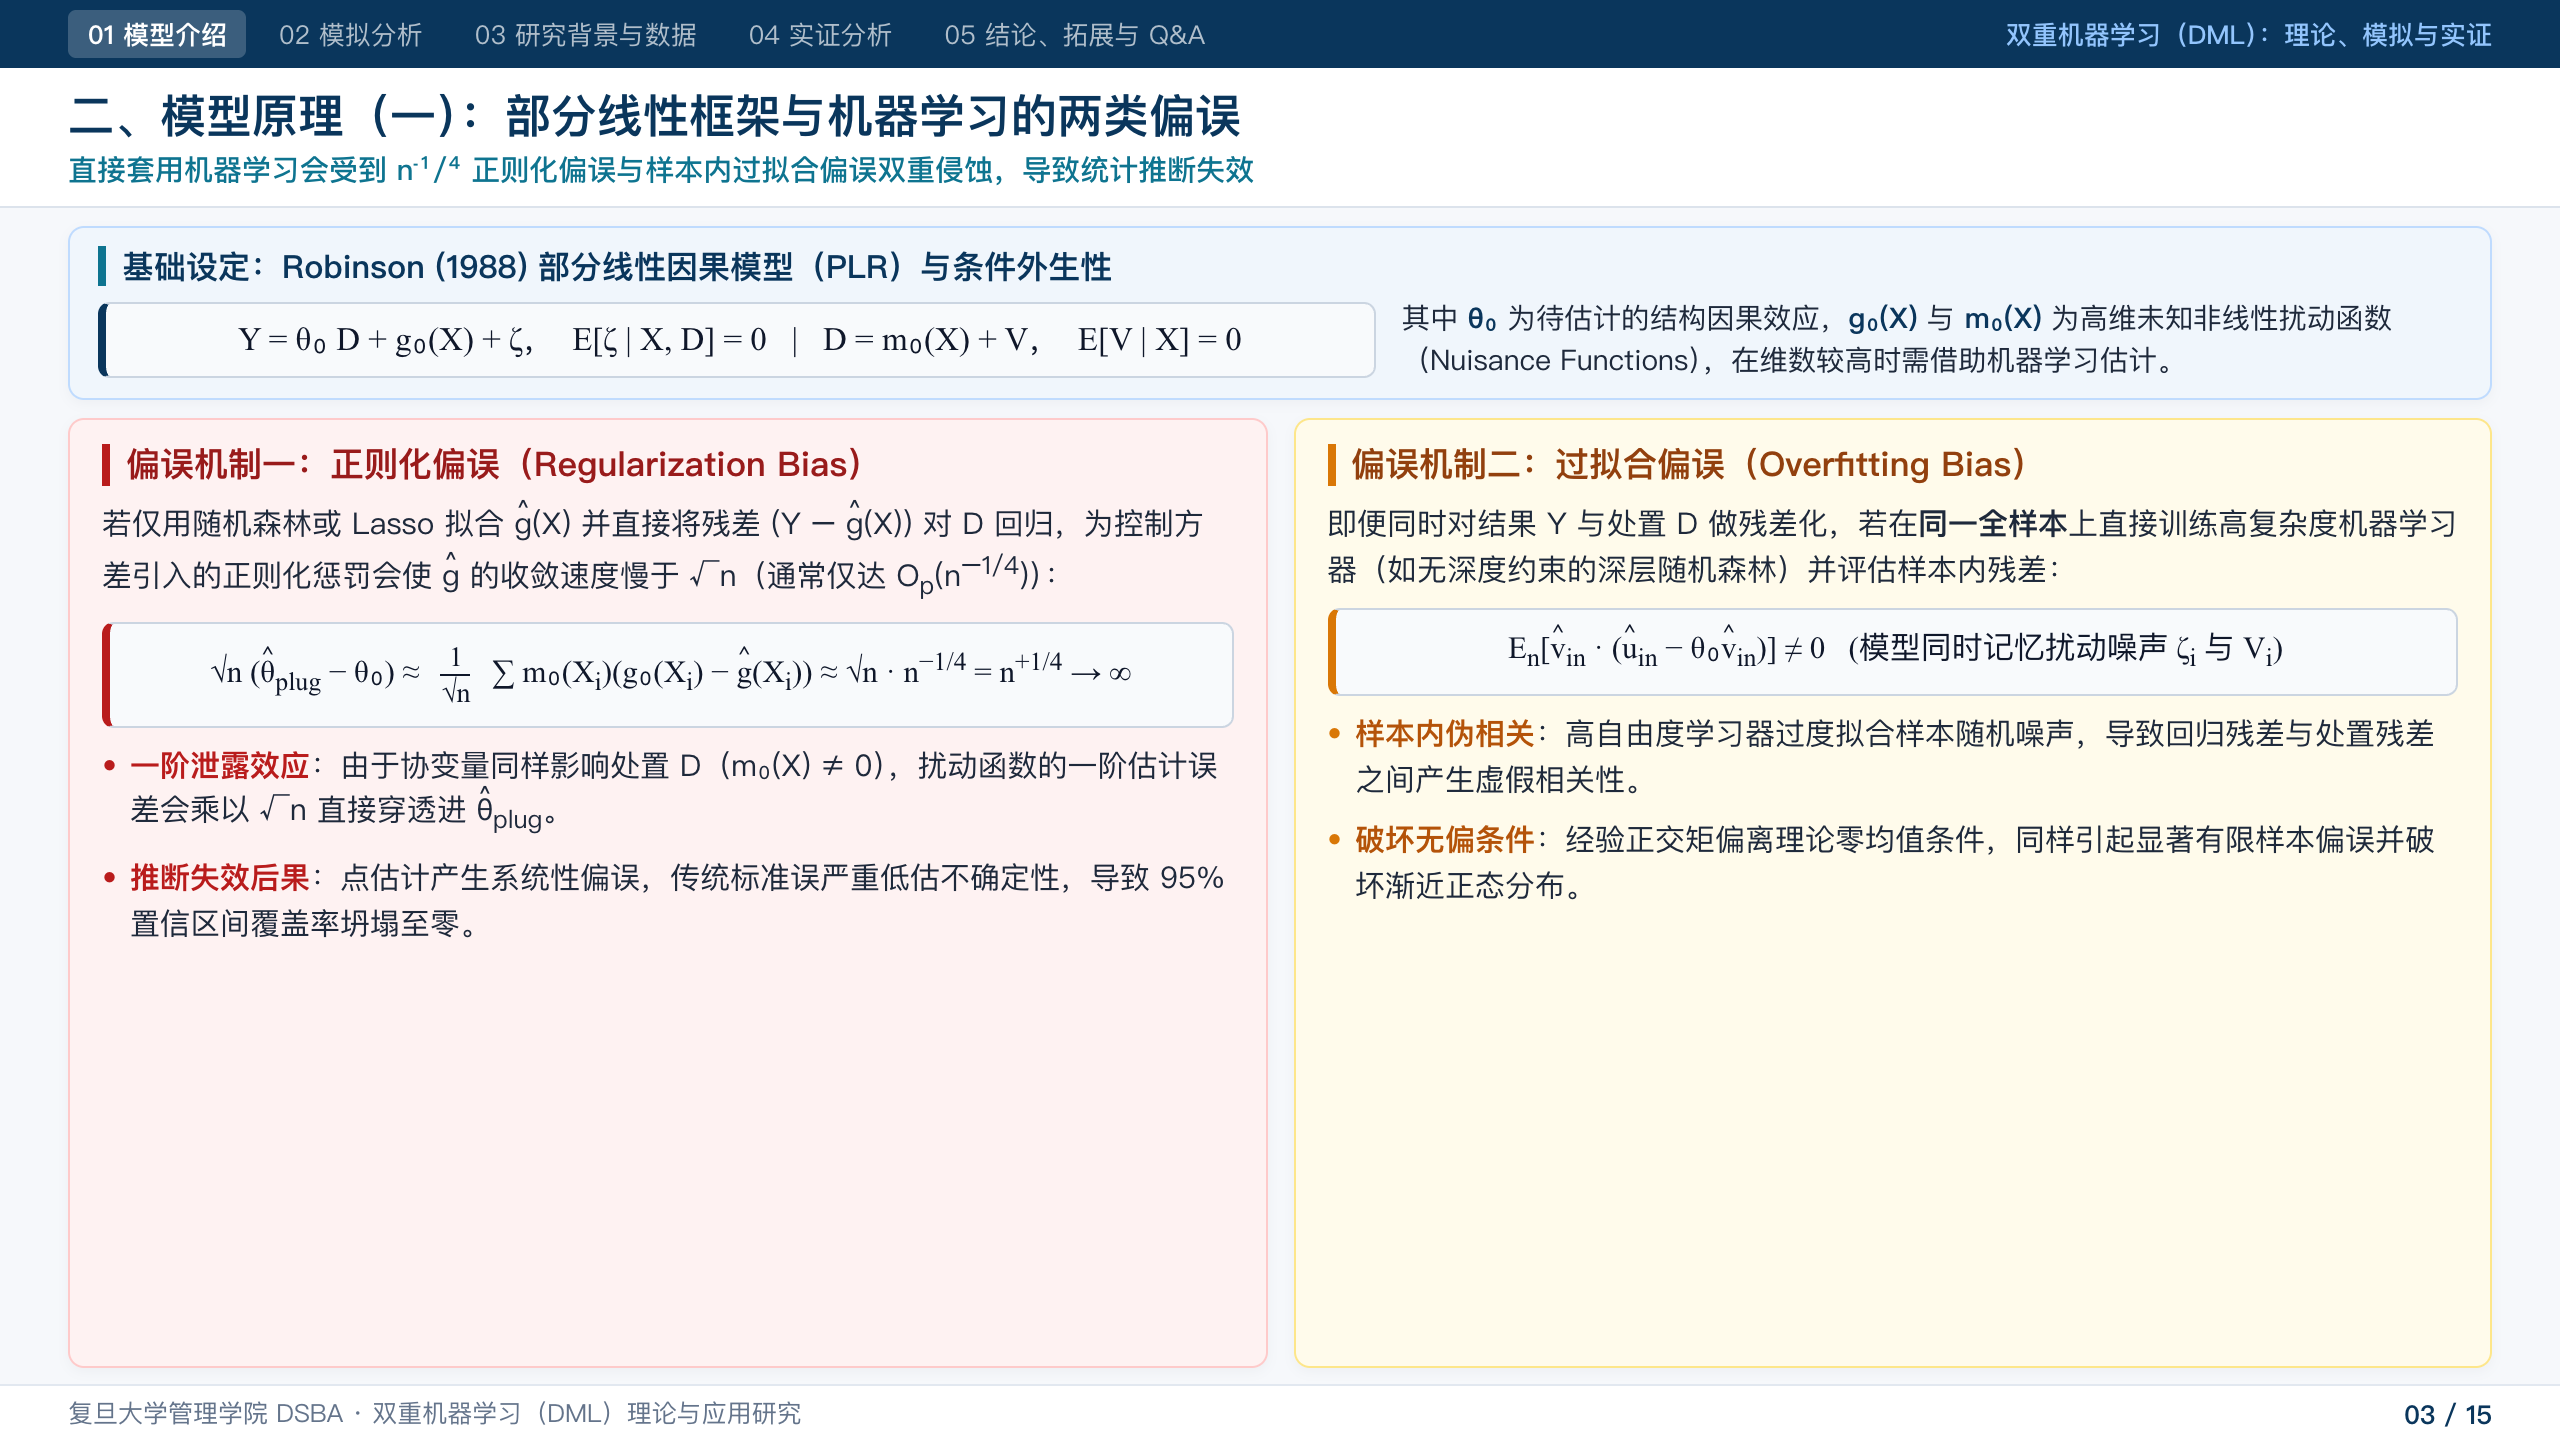 01 模型介绍 02 模拟分析 03 研究背景与数据 04 实证分析 05 结论、拓展与 Q&A 双重机器学习（DML）：理论、模拟与实证
二、模型原理（一）：部分线性框架与机器学习的两类偏误
直接套用机器学习会受到 n⁻¹/⁴ 正则化偏误与样本内过拟合偏误双重侵蚀，导致统计推断失效
基础设定：Robinson (1988) 部分线性因果模型（PLR）与条件外生性
Y = θ₀ D + g₀(X) + ζ, E[ζ | X, D] = 0 | D = m₀(X) + V, E[V | X] = 0
其中 θ₀ 为待估计的结构因果效应，g₀(X) 与 m₀(X) 为高维未知非线性扰动函数
（Nuisance Functions），在维数较高时需借助机器学习估计。
偏误机制一：正则化偏误（Regularization Bias）
若仅用随机森林或 Lasso 拟合 ĝ(X) 并直接将残差 (Y − ĝ(X)) 对 D 回归，为控制方
差引入的正则化惩罚会使 ĝ 的收敛速度慢于 √n（通常仅达 O_p(n^−1/4)）：
√n (θ̂_plug − θ₀) ≈ 1/√n ∑ m₀(X_i)(g₀(X_i) − ĝ(X_i)) ≈ √n · n^−1/4 = n^+1/4 → ∞
• 一阶泄露效应：由于协变量同样影响处置 D（m₀(X) ≠ 0），扰动函数的一阶估计误
差会乘以 √n 直接穿透进 θ̂_plug。
• 推断失效后果：点估计产生系统性偏误，传统标准误严重低估不确定性，导致 95%
置信区间覆盖率坍塌至零。
偏误机制二：过拟合偏误（Overfitting Bias）
即便同时对结果 Y 与处置 D 做残差化，若在同一全样本上直接训练高复杂度机器学习
器（如无深度约束的深层随机森林）并评估样本内残差：
E_n[v̂_in · (û_in − θ₀v̂_in)] ≠ 0 (模型同时记忆扰动噪声 ζ_i 与 V_i)
• 样本内伪相关：高自由度学习器过度拟合样本随机噪声，导致回归残差与处置残差
之间产生虚假相关性。
• 破坏无偏条件：经验正交矩偏离理论零均值条件，同样引起显著有限样本偏误并破
坏渐近正态分布。
复旦大学管理学院 DSBA · 双重机器学习（DML）理论与应用研究
03 / 15